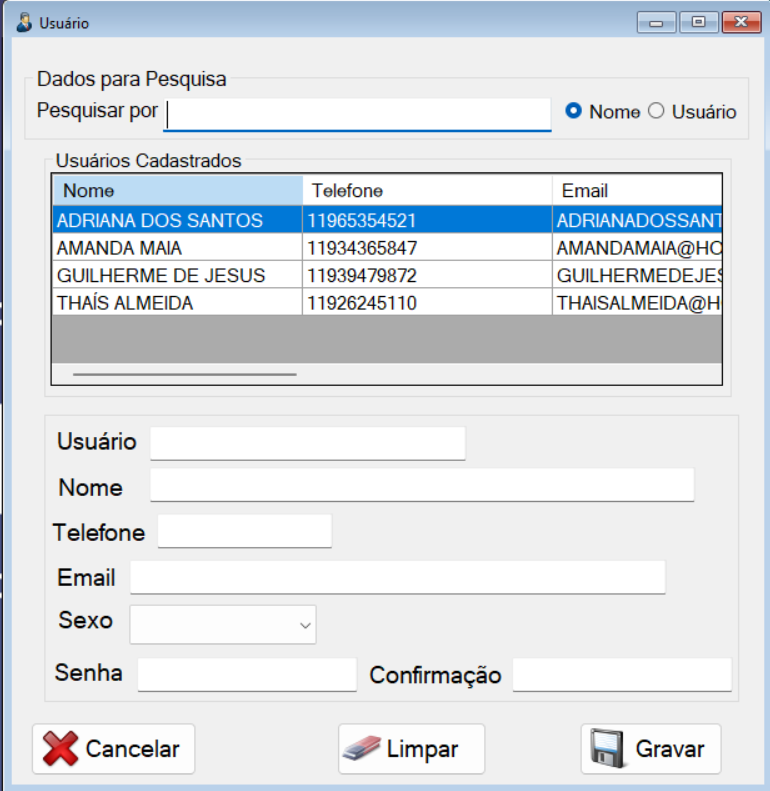 Usuário
Dados para Pesquisa
Pesquisar por Nome Usuário
Usuários Cadastrados
Nome Telefone Email
ADRIANA DOS SANTOS 11965354521 ADRIANADOSSANT
AMANDA MAIA 11934365847 AMANDAMAIA@HO
GUILHERME DE JESUS 11939479872 GUILHERMEDEJES
THAÍS ALMEIDA 11926245110 THAISALMEIDA@H
Usuário
Nome
Telefone
Email
Sexo
Senha Confirmação
Cancelar Limpar Gravar